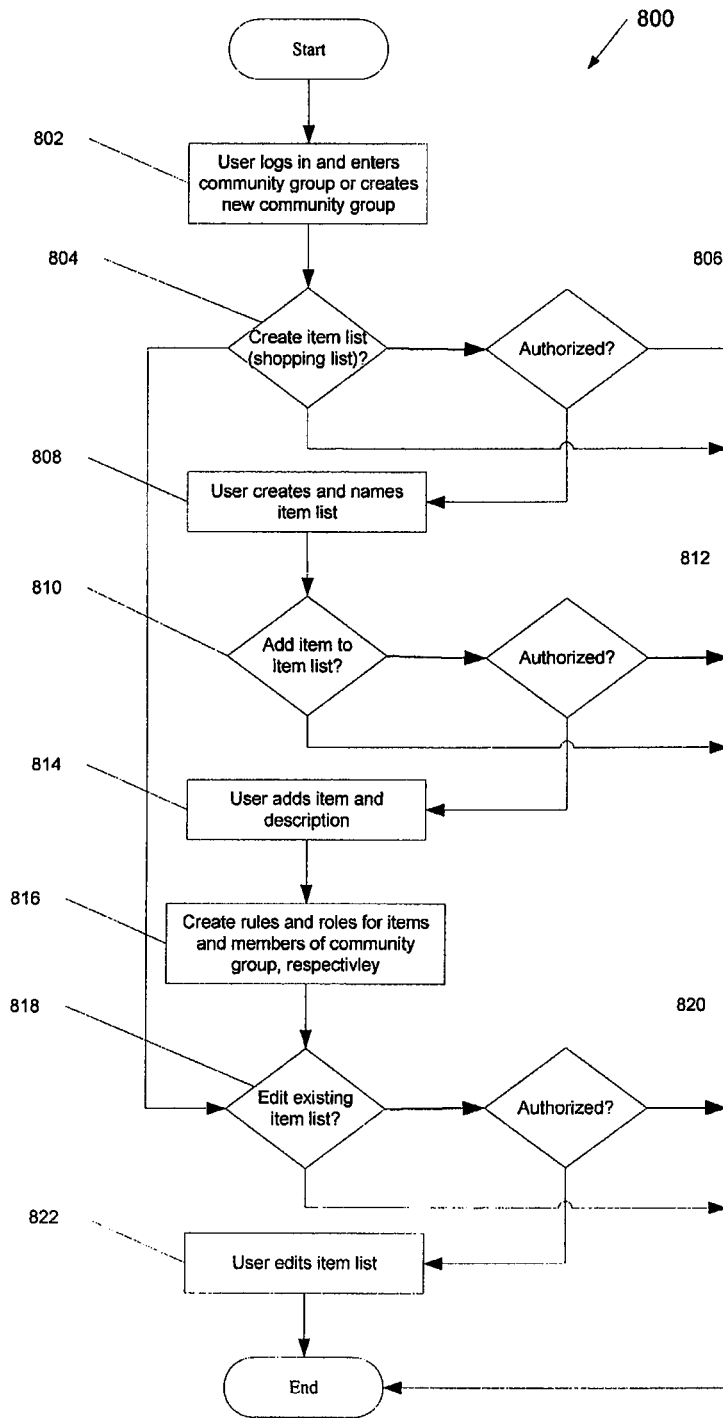 800
Start
802
User logs in and enters
community group or creates
new community group
804
806
Create item list
(shopping list)?
Authorized?
808
User creates and names
item list
812
810
Add item to
Item list?
Authorized?
814
User adds item and
description
816
Create rules and roles for items
and members of community
group, respectivley
818
820
Edit existing
item list?
Authorized?
822
User edits item list
End